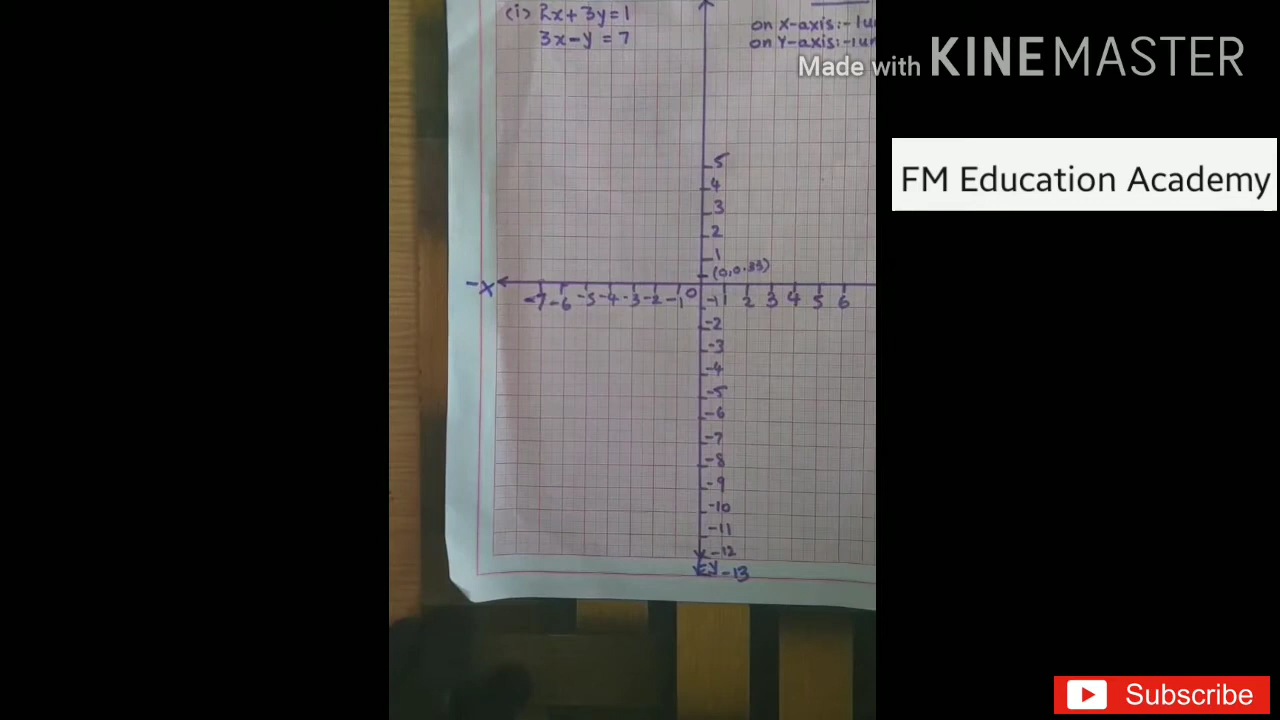 (i) 2x + 3y = 1
3x - y = 7
on X-axis:-1u
on Y-axis:-1un
Made with KINEMASTER
FM Education Academy
5
4
3
2
1
(0,0.33)
-X
-7 -6 -5 -4 -3 -2 -1 0 -1 1 2 3 4 5 6
-2
-3
-4
-5
-6
-7
-8
-9
-10
-11
-12
-y -13
Subscribe